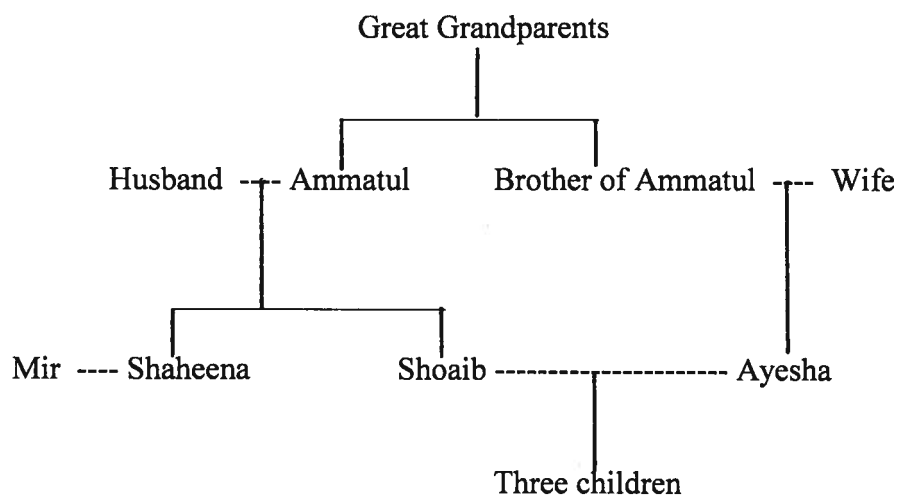 Great Grandparents
Husband ---- Ammatul Brother of Ammatul ---- Wife
Mir ---- Shaheena Shoaib ---------------------- Ayesha
Three children